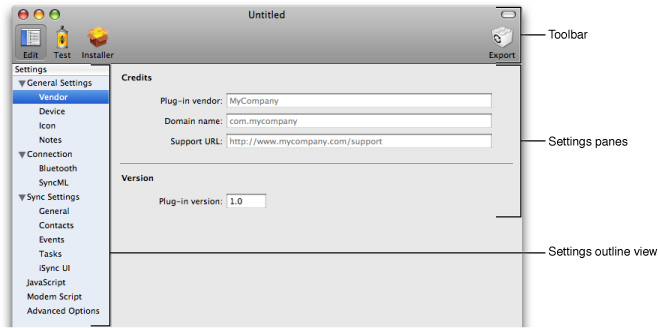 Untitled
Edit Test Installer Export
Toolbar
Settings
General Settings
Vendor
Device
Icon
Notes
Connection
Bluetooth
SyncML
Sync Settings
General
Contacts
Events
Tasks
iSync UI
JavaScript
Modem Script
Advanced Options
Credits
Plug-in vendor: MyCompany
Domain name: com.mycompany
Support URL: http://www.mycompany.com/support
Version
Plug-in version: 1.0
Settings panes
Settings outline view